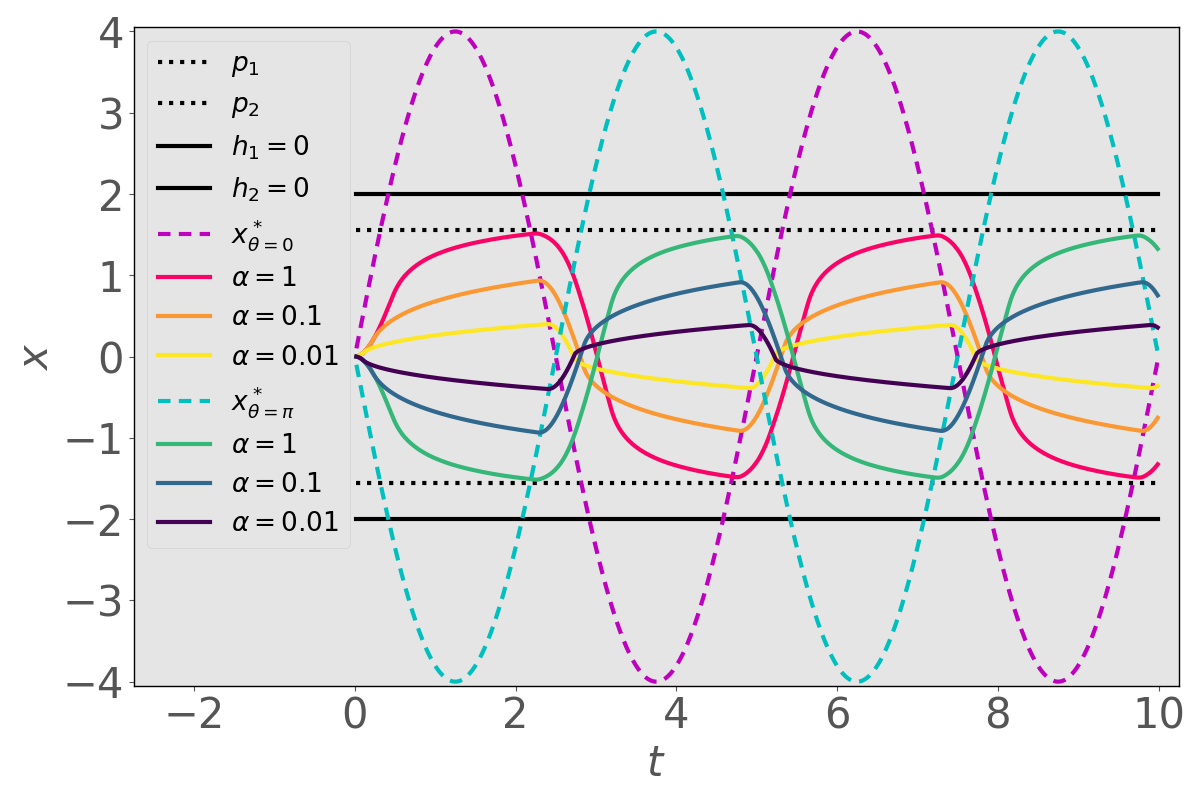 4
3
2
1
0
−1
−2
−3
−4
x
p₁
p₂
h₁ = 0
h₂ = 0
x*θ=0
α = 1
α = 0.1
α = 0.01
x*θ=π
α = 1
α = 0.1
α = 0.01
−2 0 2 4 6 8 10
t